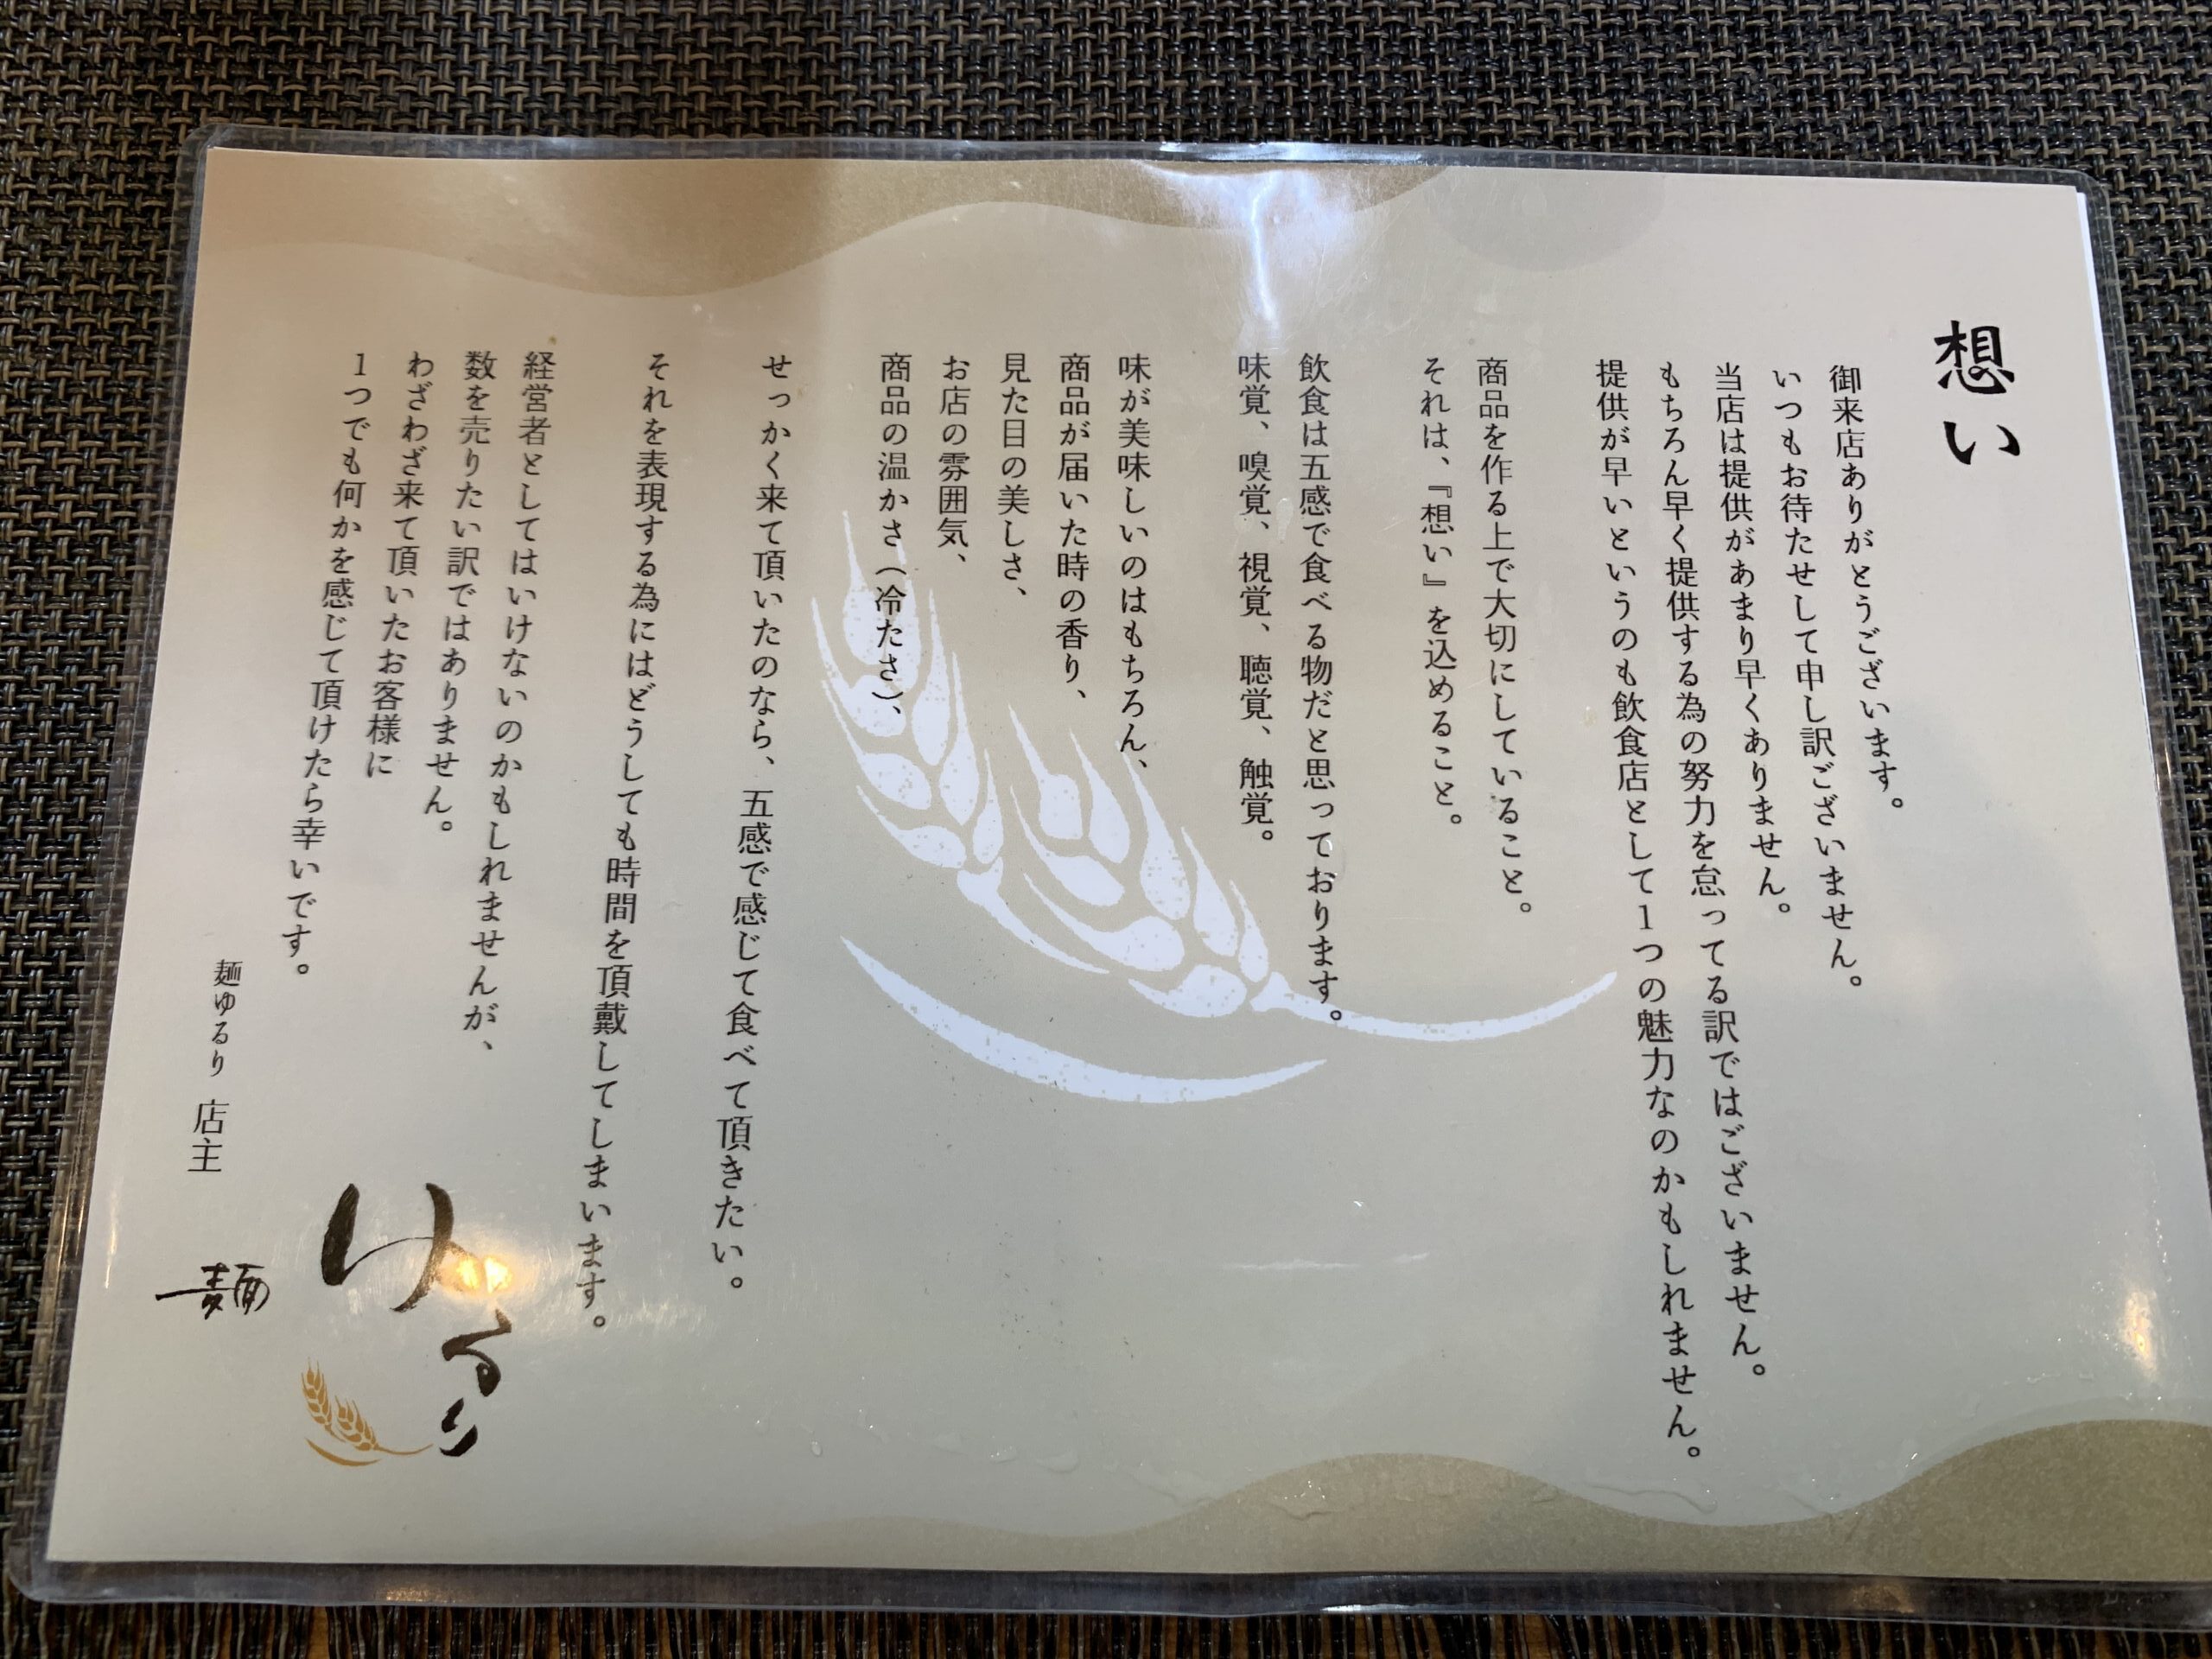 想い
御来店ありがとうございます。
いつもお待たせして申し訳ございません。
当店は提供があまり早くありません。
もちろん早く提供する為の努力を怠ってる訳ではございません。
提供が早いというのも飲食店として1つの魅力なのかもしれません。
商品を作る上で大切にしていること。
それは、『想い』を込めること。
飲食は五感で食べる物だと思っております。
味覚、嗅覚、視覚、聴覚、触覚。
味が美味しいのはもちろん、
商品が届いた時の香り、
見た目の美しさ、
お店の雰囲気、
商品の温かさ（冷たさ）、
せっかく来て頂いたのなら、五感で感じて食べて頂きたい。
それを表現する為にはどうしても時間を頂戴してしまいます。
経営者としてはいけないのかもしれませんが、
数を売りたい訳ではありません。
わざわざ来て頂いたお客様に
1つでも何かを感じて頂けたら幸いです。
麺ゆるり 店主
ゆるり
麺